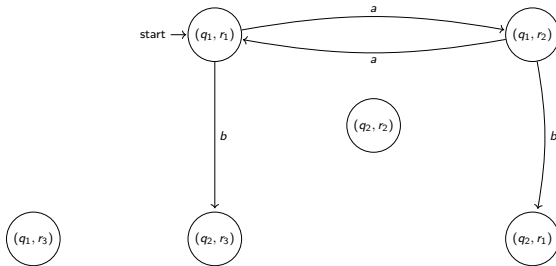 a
start
(q₁, r₁)
(q₁, r₂)
a
(q₂, r₂)
b
b
(q₁, r₃)
(q₂, r₃)
(q₂, r₁)